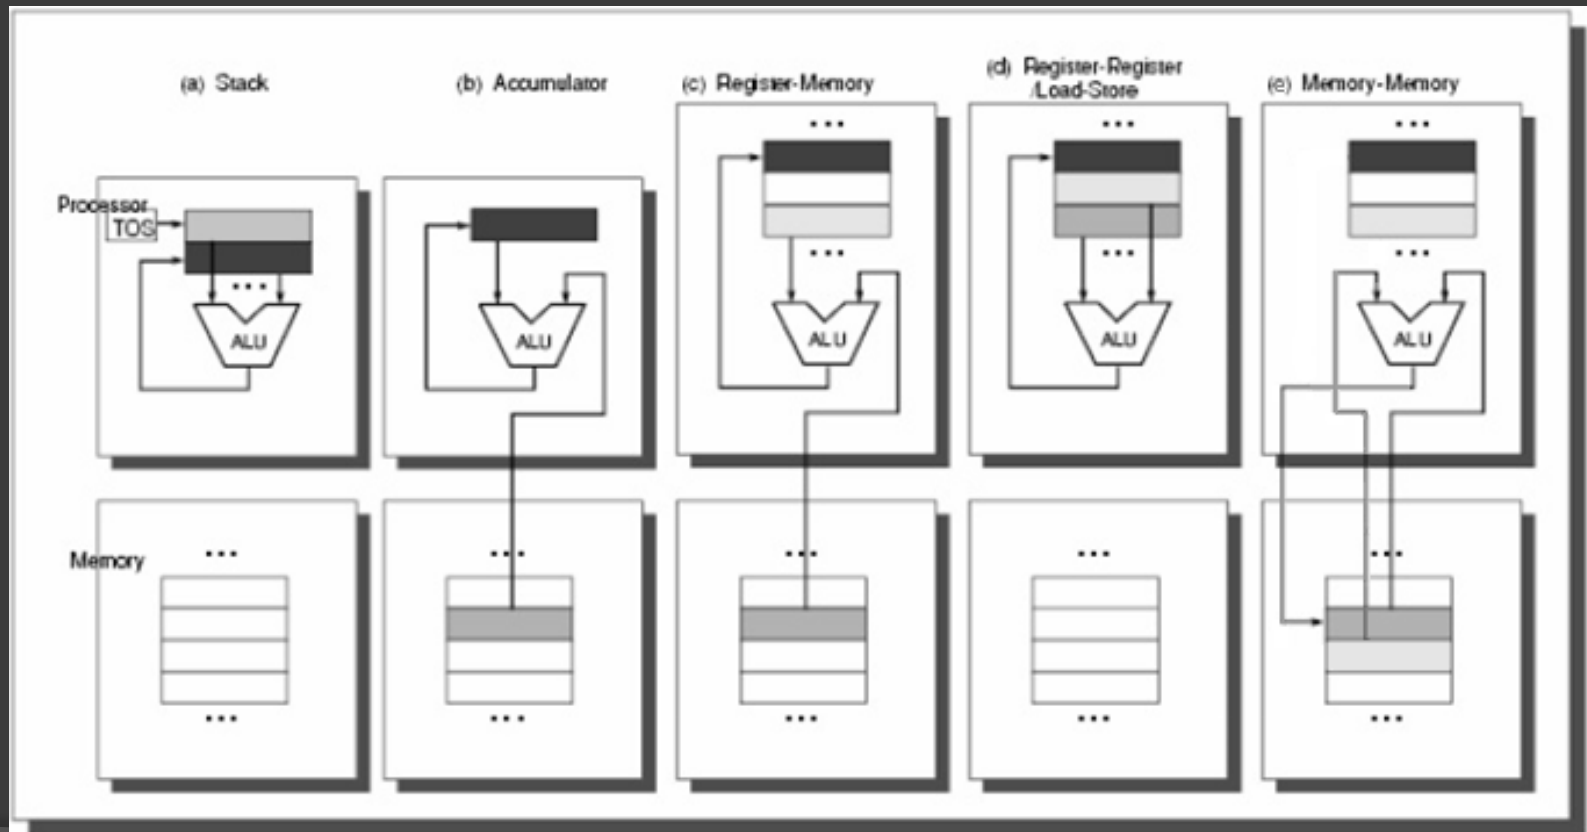 (a) Stack
(b) Accumulator
(c) Register-Memory
(d) Register-Register
/Load-Store
(e) Memory-Memory
Processor
TOS
...
ALU
ALU
...
...
ALU
...
...
ALU
...
...
ALU
Memory
...
...
...
...
...
...
...
...
...
...